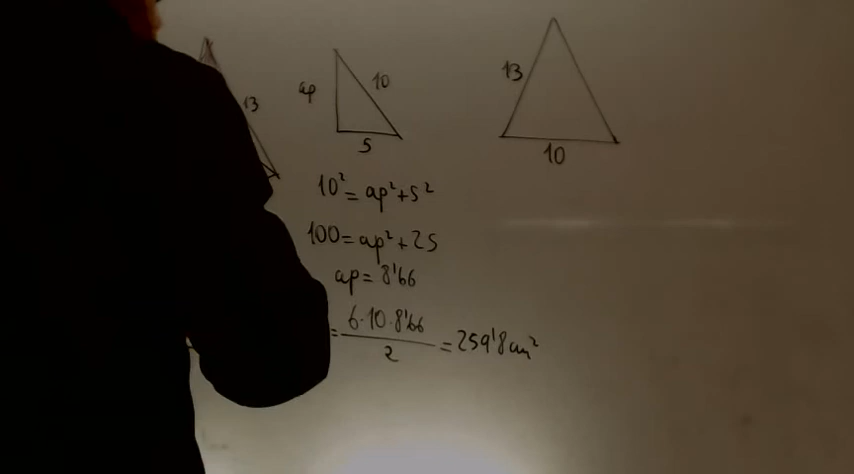 13
ap
10
5
13
10
10² = ap² + 5²
100 = ap² + 25
ap = 8'66
= 6·10·8'66 / 2 = 259'8 cm²